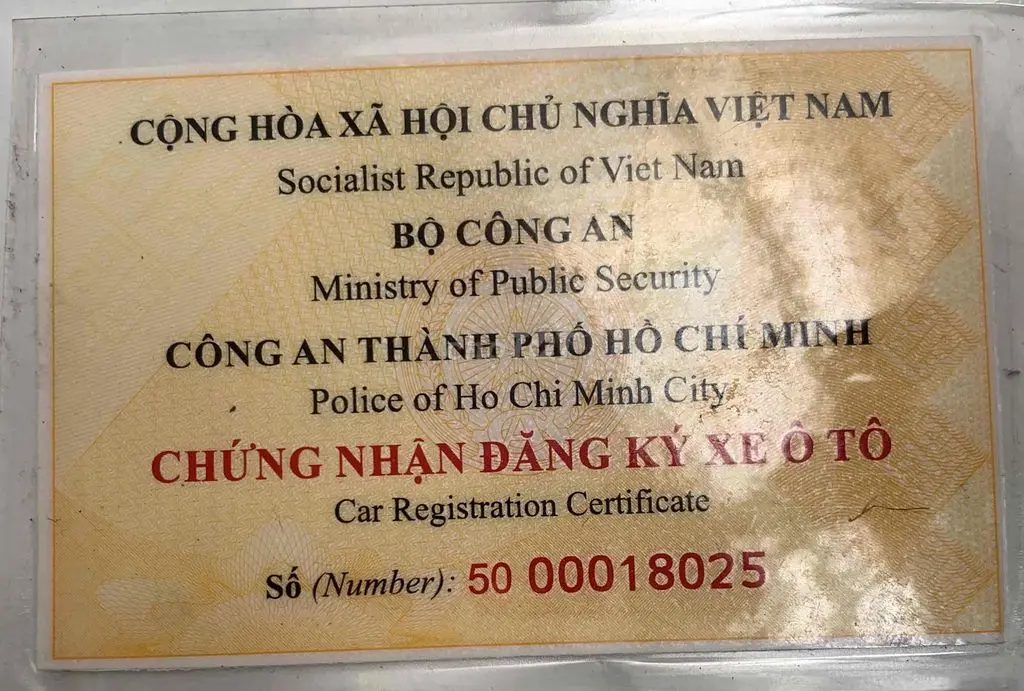 CỘNG HÒA XÃ HỘI CHỦ NGHĨA VIỆT NAM
Socialist Republic of Viet Nam
BỘ CÔNG AN
Ministry of Public Security
CÔNG AN THÀNH PHỐ HỒ CHÍ MINH
Police of Ho Chi Minh City
CHỨNG NHẬN ĐĂNG KÝ XE Ô TÔ
Car Registration Certificate
Số (Number): 50 00018025